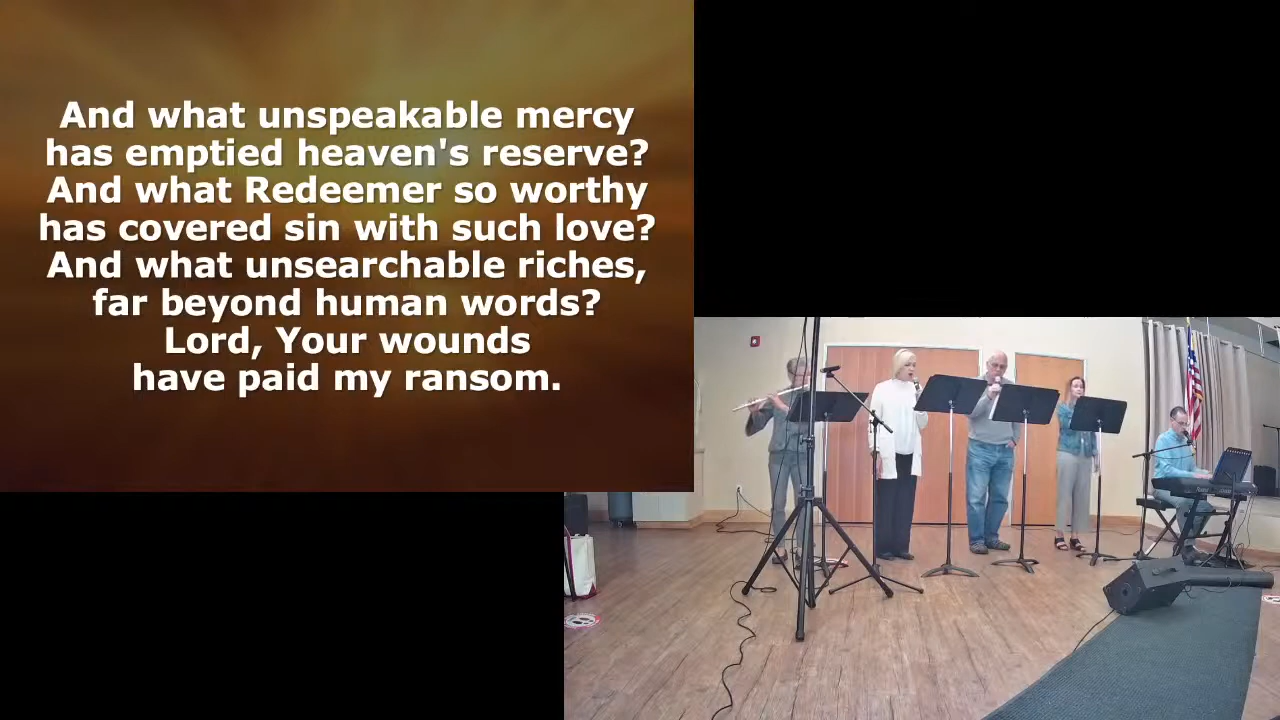 And what unspeakable mercy
has emptied heaven's reserve?
And what Redeemer so worthy
has covered sin with such love?
And what unsearchable riches,
far beyond human words?
Lord, Your wounds
have paid my ransom.